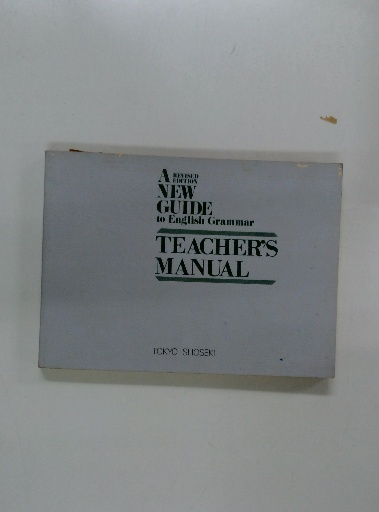 A REVISED EDITION
NEW
GUIDE
to English Grammar
TEACHER'S
MANUAL
TOKYO SHOSEKI